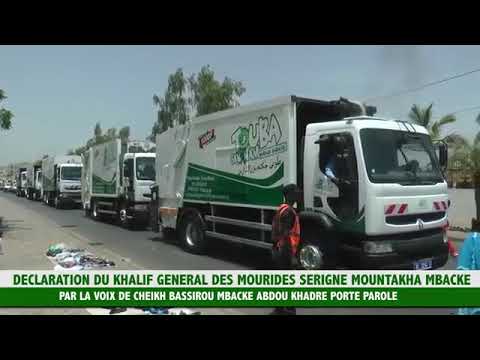 TOUBA
DECLARATION DU KHALIF GENERAL DES MOURIDES SERIGNE MOUNTAKHA MBACKE
PAR LA VOIX DE CHEIKH BASSIROU MBACKE ABDOU KHADRE PORTE PAROLE